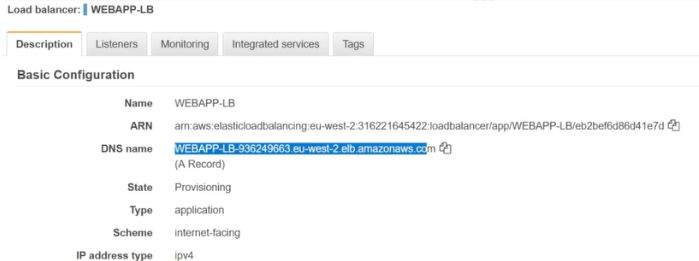 Load balancer: WEBAPP-LB
Description Listeners Monitoring Integrated services Tags
Basic Configuration
Name WEBAPP-LB
ARN arn:aws:elasticloadbalancing:eu-west-2:316221645422:loadbalancer/app/WEBAPP-LB/eb2bef6d86d41e7d
DNS name WEBAPP-LB-936249663.eu-west-2.elb.amazonaws.com
(A Record)
State Provisioning
Type application
Scheme internet-facing
IP address type ipv4